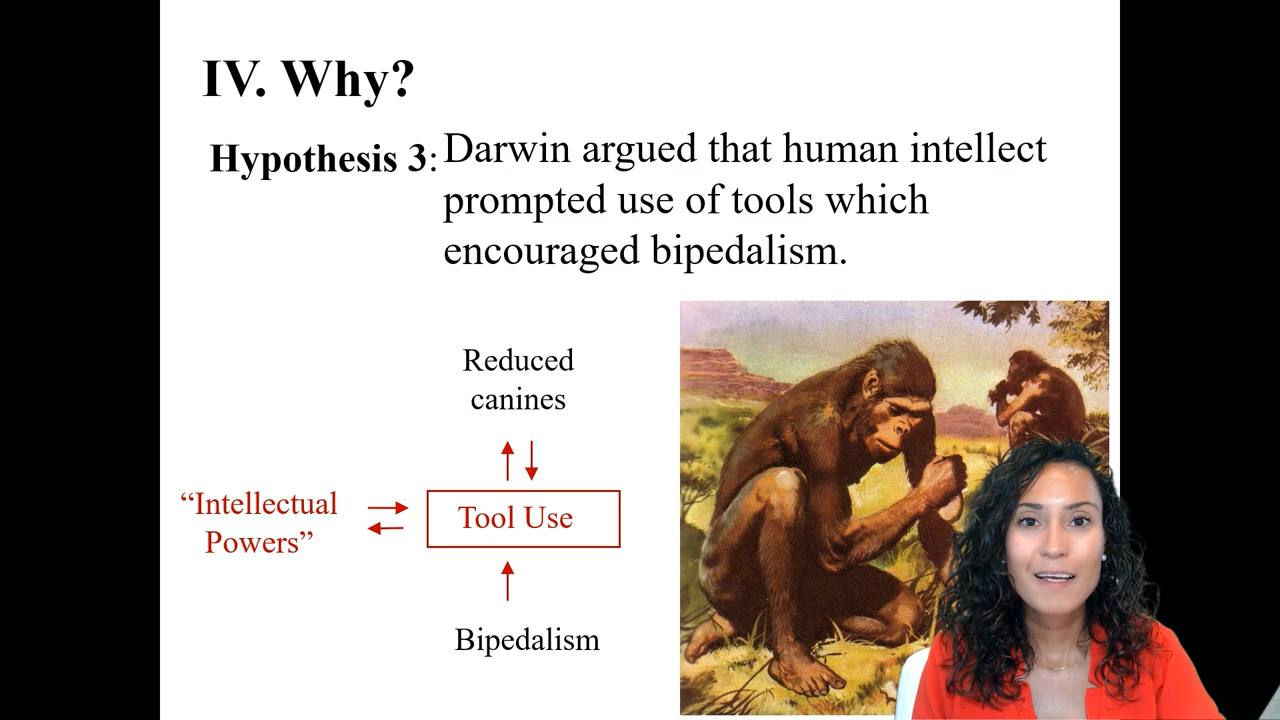 IV. Why?
Hypothesis 3: Darwin argued that human intellect
prompted use of tools which
encouraged bipedalism.
Reduced
canines
“Intellectual
Powers”
Tool Use
Bipedalism